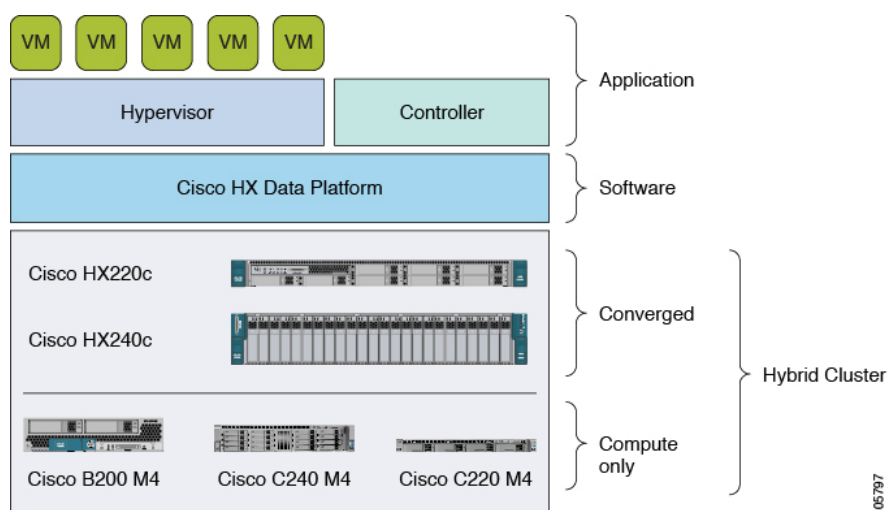 VM VM VM VM VM
Hypervisor
Controller
Application
Cisco HX Data Platform
Software
Cisco HX220c
Cisco HX240c
Converged
Hybrid Cluster
Cisco B200 M4
Cisco C240 M4
Cisco C220 M4
Compute
only
05797